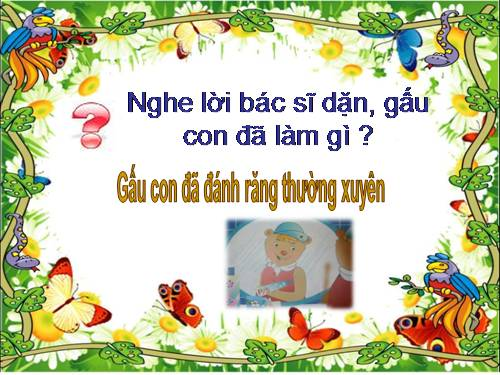 ?
Nghe lời bác sĩ dặn, gấu
con đã làm gì ?
Gấu con đã đánh răng thường xuyên